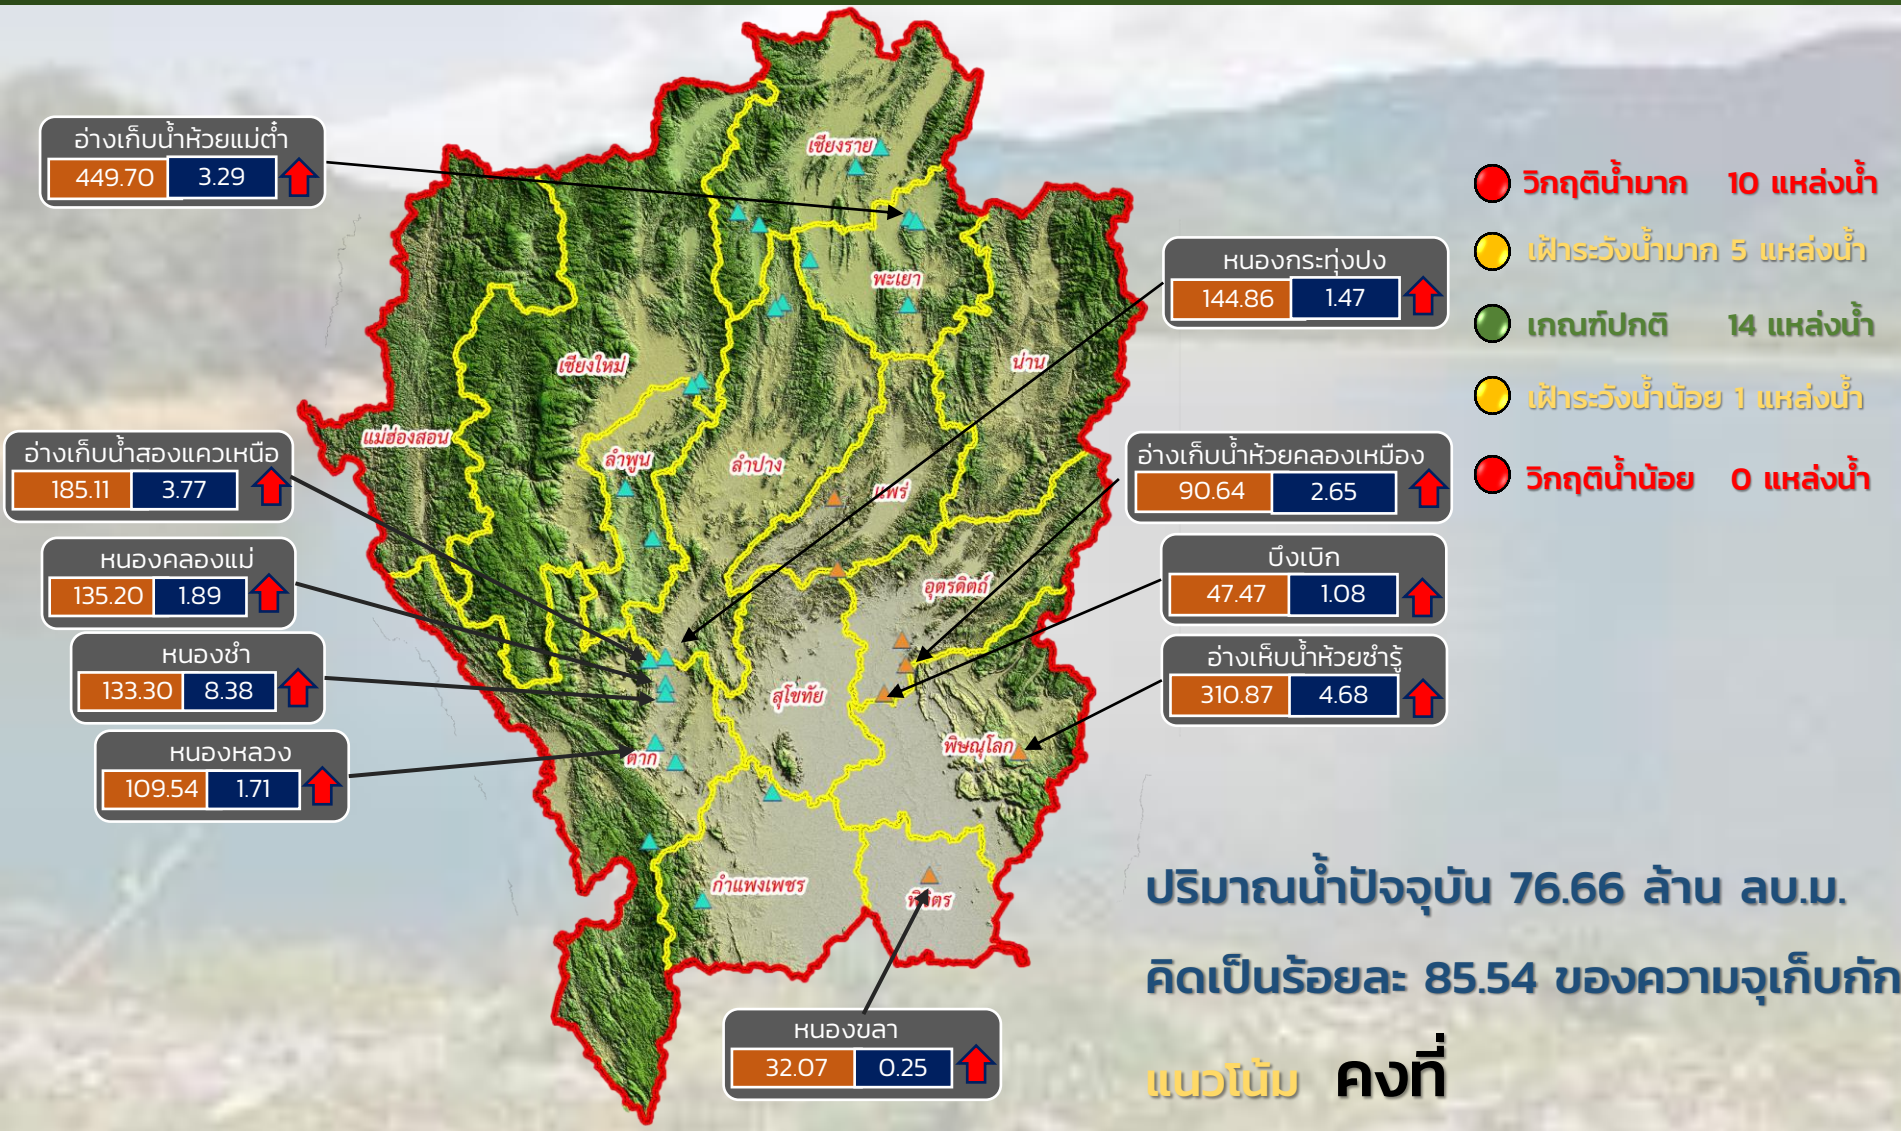 อ่างเก็บน้ำห้วยแม่ต๋ำ
449.70 3.29
อ่างเก็บน้ำสองแควเหนือ
185.11 3.77
หนองคลองแม่
135.20 1.89
หนองชำ
133.30 8.38
หนองหลวง
109.54 1.71
เชียงราย
พะเยา
น่าน
เชียงใหม่
แม่ฮ่องสอน
ลำพูน
ลำปาง
แพร่
อุตรดิตถ์
สุโขทัย
ตาก
พิษณุโลก
กำแพงเพชร
พิจิตร
หนองกระทุ่งปง
144.86 1.47
อ่างเก็บน้ำห้วยคลองเหมือง
90.64 2.65
บึงเบิก
47.47 1.08
อ่างเห็บน้ำห้วยซำรู้
310.87 4.68
หนองขลา
32.07 0.25
วิกฤติน้ำมาก 10 แหล่งน้ำ
เฝ้าระวังน้ำมาก 5 แหล่งน้ำ
เกณฑ์ปกติ 14 แหล่งน้ำ
เฝ้าระวังน้ำน้อย 1 แหล่งน้ำ
วิกฤติน้ำน้อย 0 แหล่งน้ำ
ปริมาณน้ำปัจจุบัน 76.66 ล้าน ลบ.ม.
คิดเป็นร้อยละ 85.54 ของความจุเก็บกัก
แนวโน้ม คงที่